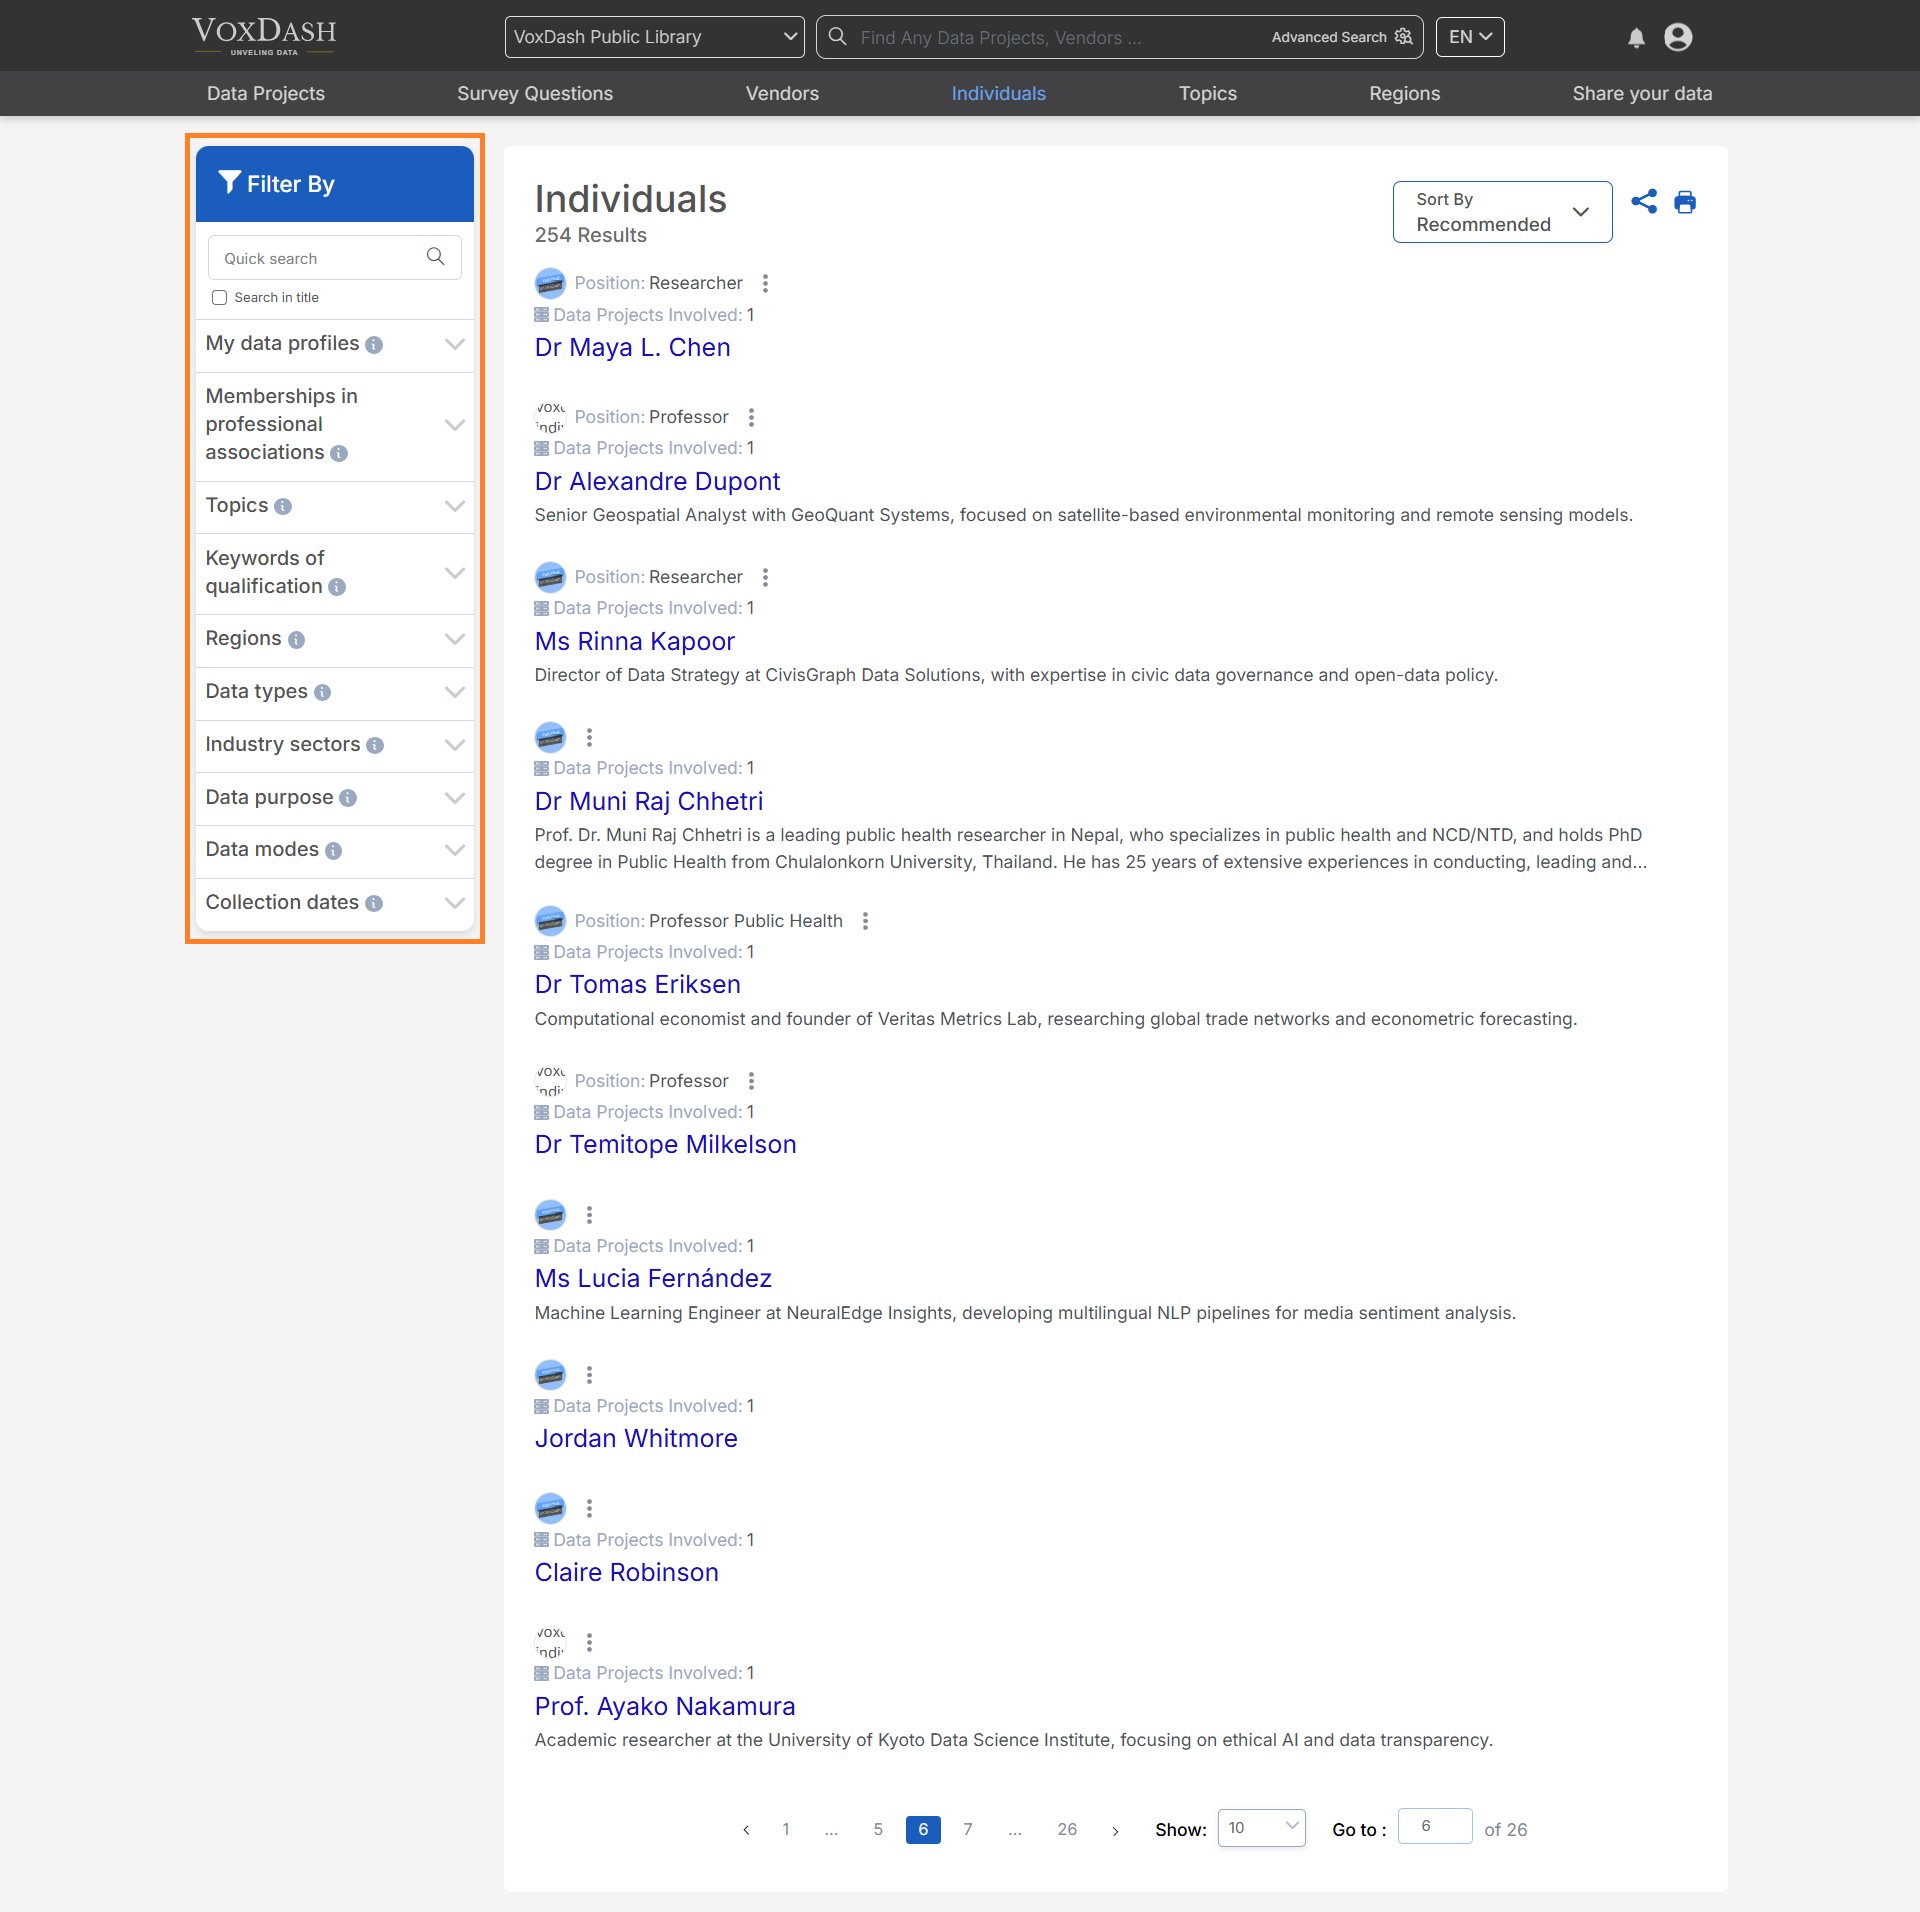 VOXDASH
UNVELING DATA
VoxDash Public Library
Find Any Data Projects, Vendors ...
Advanced Search
EN
Data Projects
Survey Questions
Vendors
Individuals
Topics
Regions
Share your data
Filter By
Quick search
Search in title
My data profiles
Memberships in
professional
associations
Topics
Keywords of
qualification
Regions
Data types
Industry sectors
Data purpose
Data modes
Collection dates
Individuals
254 Results
Sort By
Recommended
Position: Researcher
Data Projects Involved: 1
Dr Maya L. Chen
Position: Professor
Data Projects Involved: 1
Dr Alexandre Dupont
Senior Geospatial Analyst with GeoQuant Systems, focused on satellite-based environmental monitoring and remote sensing models.
Position: Researcher
Data Projects Involved: 1
Ms Rinna Kapoor
Director of Data Strategy at CivisGraph Data Solutions, with expertise in civic data governance and open-data policy.
Data Projects Involved: 1
Dr Muni Raj Chhetri
Prof. Dr. Muni Raj Chhetri is a leading public health researcher in Nepal, who specializes in public health and NCD/NTD, and holds PhD
degree in Public Health from Chulalonkorn University, Thailand. He has 25 years of extensive experiences in conducting, leading and...
Position: Professor Public Health
Data Projects Involved: 1
Dr Tomas Eriksen
Computational economist and founder of Veritas Metrics Lab, researching global trade networks and econometric forecasting.
Position: Professor
Data Projects Involved: 1
Dr Temitope Milkelson
Data Projects Involved: 1
Ms Lucia Fernández
Machine Learning Engineer at NeuralEdge Insights, developing multilingual NLP pipelines for media sentiment analysis.
Data Projects Involved: 1
Jordan Whitmore
Data Projects Involved: 1
Claire Robinson
Data Projects Involved: 1
Prof. Ayako Nakamura
Academic researcher at the University of Kyoto Data Science Institute, focusing on ethical AI and data transparency.
‹ 1 ... 5 6 7 ... 26 › Show: 10 Go to : 6 of 26